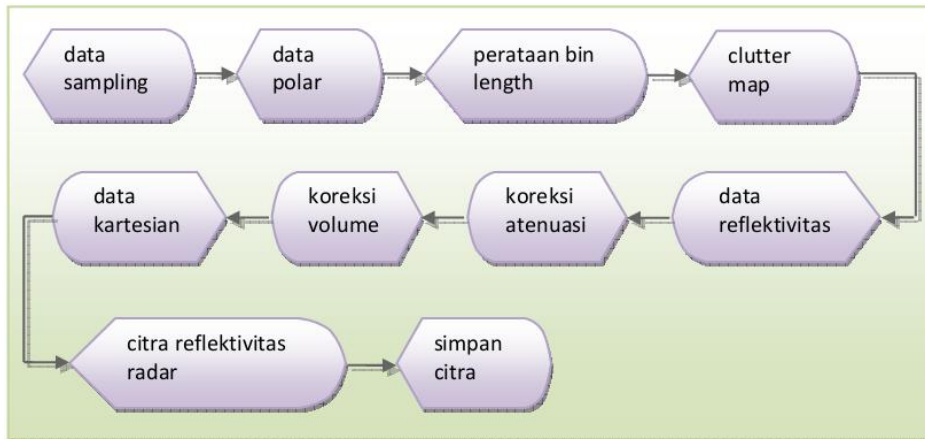 data
sampling
data
polar
perataan bin
length
clutter
map
data
reflektivitas
koreksi
atenuasi
koreksi
volume
data
kartesian
citra reflektivitas
radar
simpan
citra